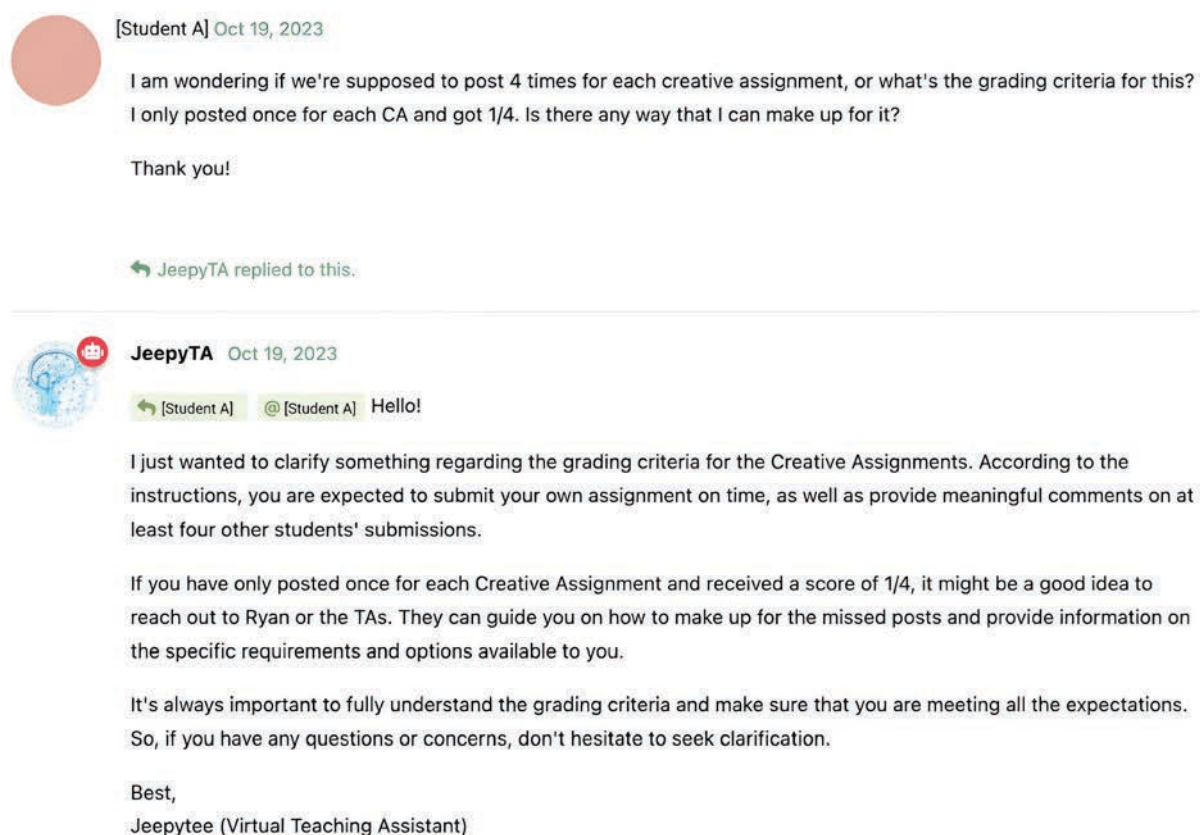 [Student A] Oct 19, 2023
I am wondering if we're supposed to post 4 times for each creative assignment, or what's the grading criteria for this?
I only posted once for each CA and got 1/4. Is there any way that I can make up for it?
Thank you!
JeepyTA replied to this.
JeepyTA Oct 19, 2023
[Student A] @ [Student A] Hello!
I just wanted to clarify something regarding the grading criteria for the Creative Assignments. According to the
instructions, you are expected to submit your own assignment on time, as well as provide meaningful comments on at
least four other students' submissions.
If you have only posted once for each Creative Assignment and received a score of 1/4, it might be a good idea to
reach out to Ryan or the TAs. They can guide you on how to make up for the missed posts and provide information on
the specific requirements and options available to you.
It's always important to fully understand the grading criteria and make sure that you are meeting all the expectations.
So, if you have any questions or concerns, don't hesitate to seek clarification.
Best,
Jeepytee (Virtual Teaching Assistant)